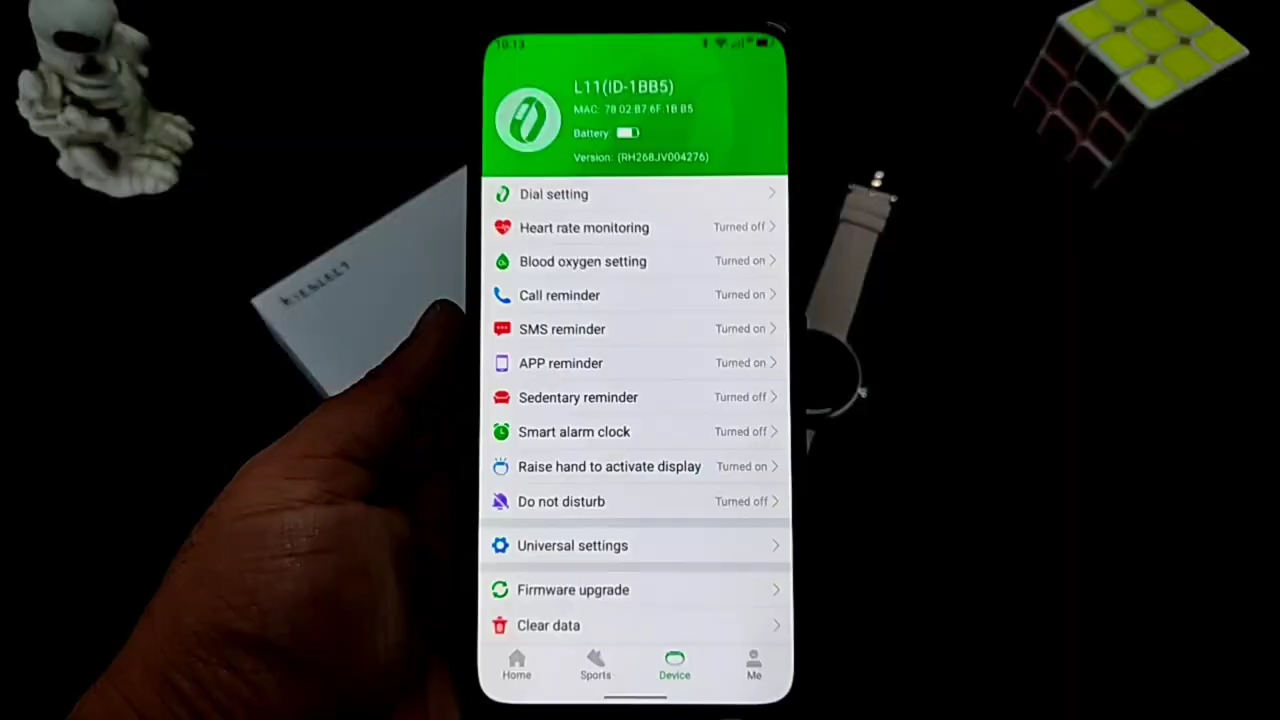 10:13
L11(ID-1BB5)
MAC: 78:02:B7:6F:1B:B5
Battery:
Version: (RH268JV004276)
Dial setting
Heart rate monitoring Turned off
Blood oxygen setting Turned on
Call reminder Turned on
SMS reminder Turned on
APP reminder Turned on
Sedentary reminder Turned off
Smart alarm clock Turned off
Raise hand to activate display Turned on
Do not disturb Turned off
Universal settings
Firmware upgrade
Clear data
Home Sports Device Me